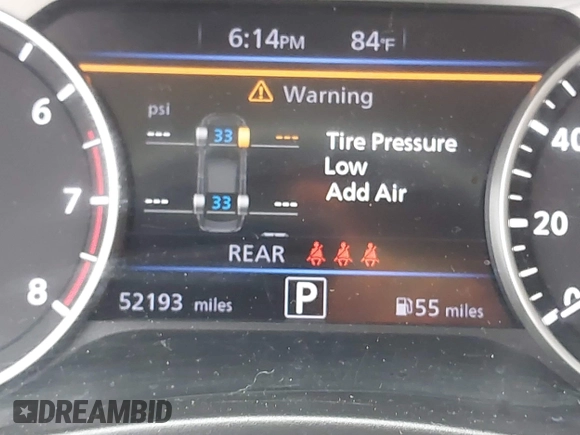 6:14PM 84°F
Warning
psi
6
--- 33 ---
Tire Pressure
Low
Add Air
40
7
--- 33 ---
20
REAR
8
52193 miles P 55 miles
0
DREAMBID